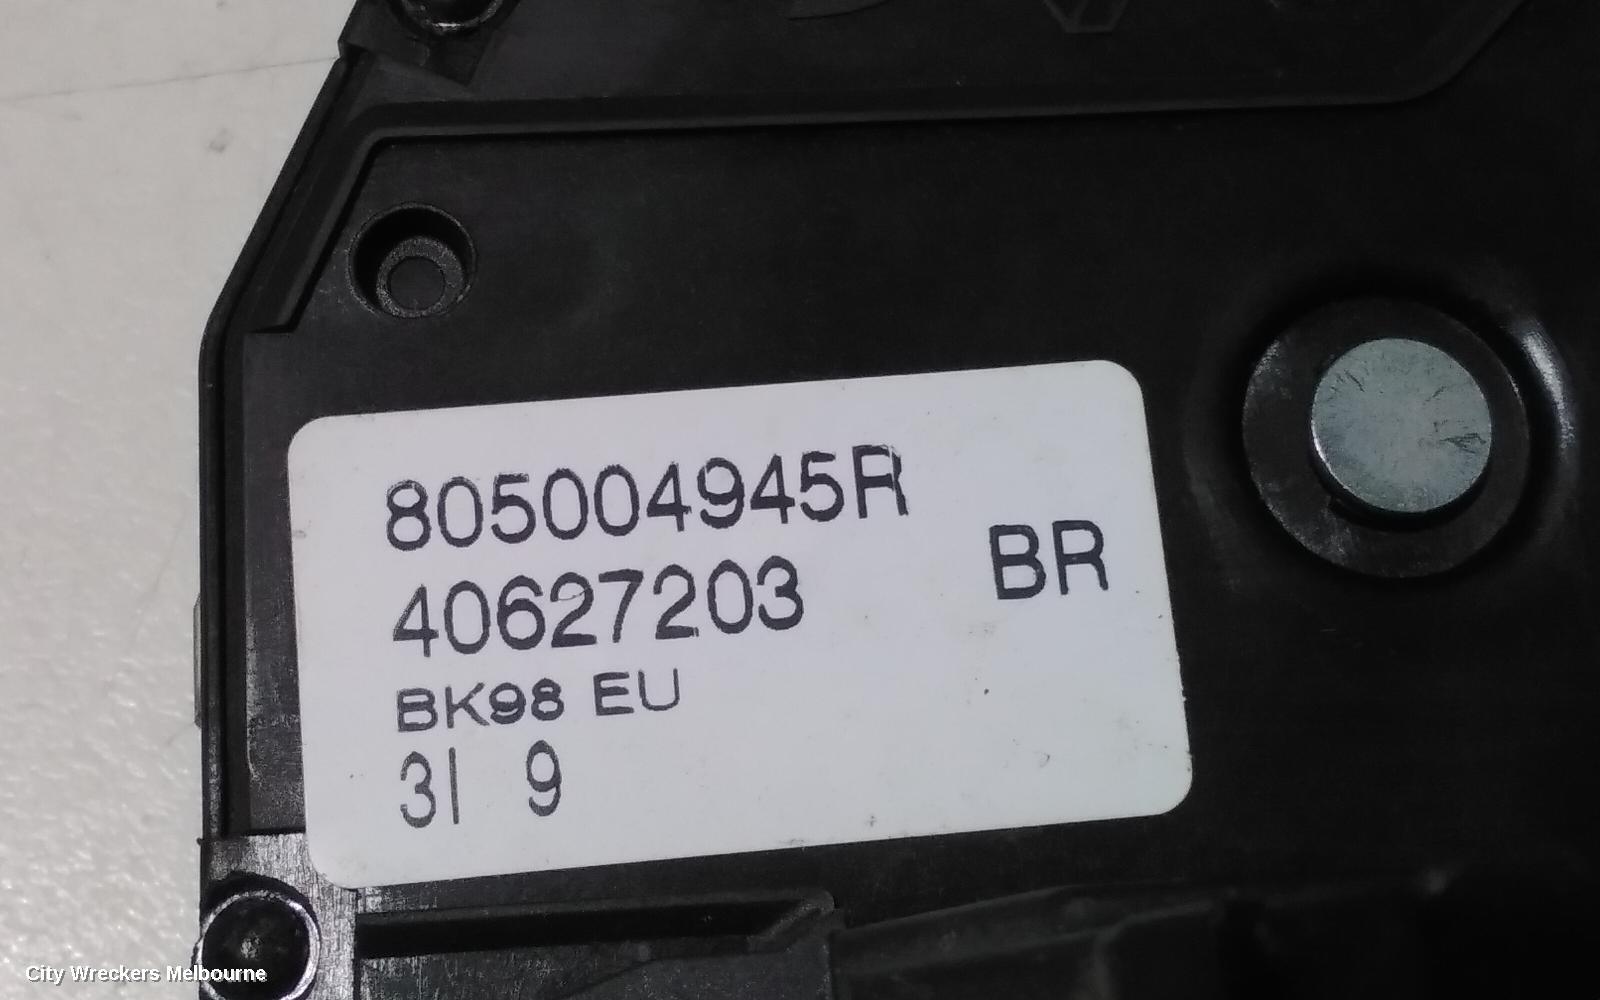 805004945R
40627203
BR
BK98 EU
3| 9
City Wreckers Melbourne